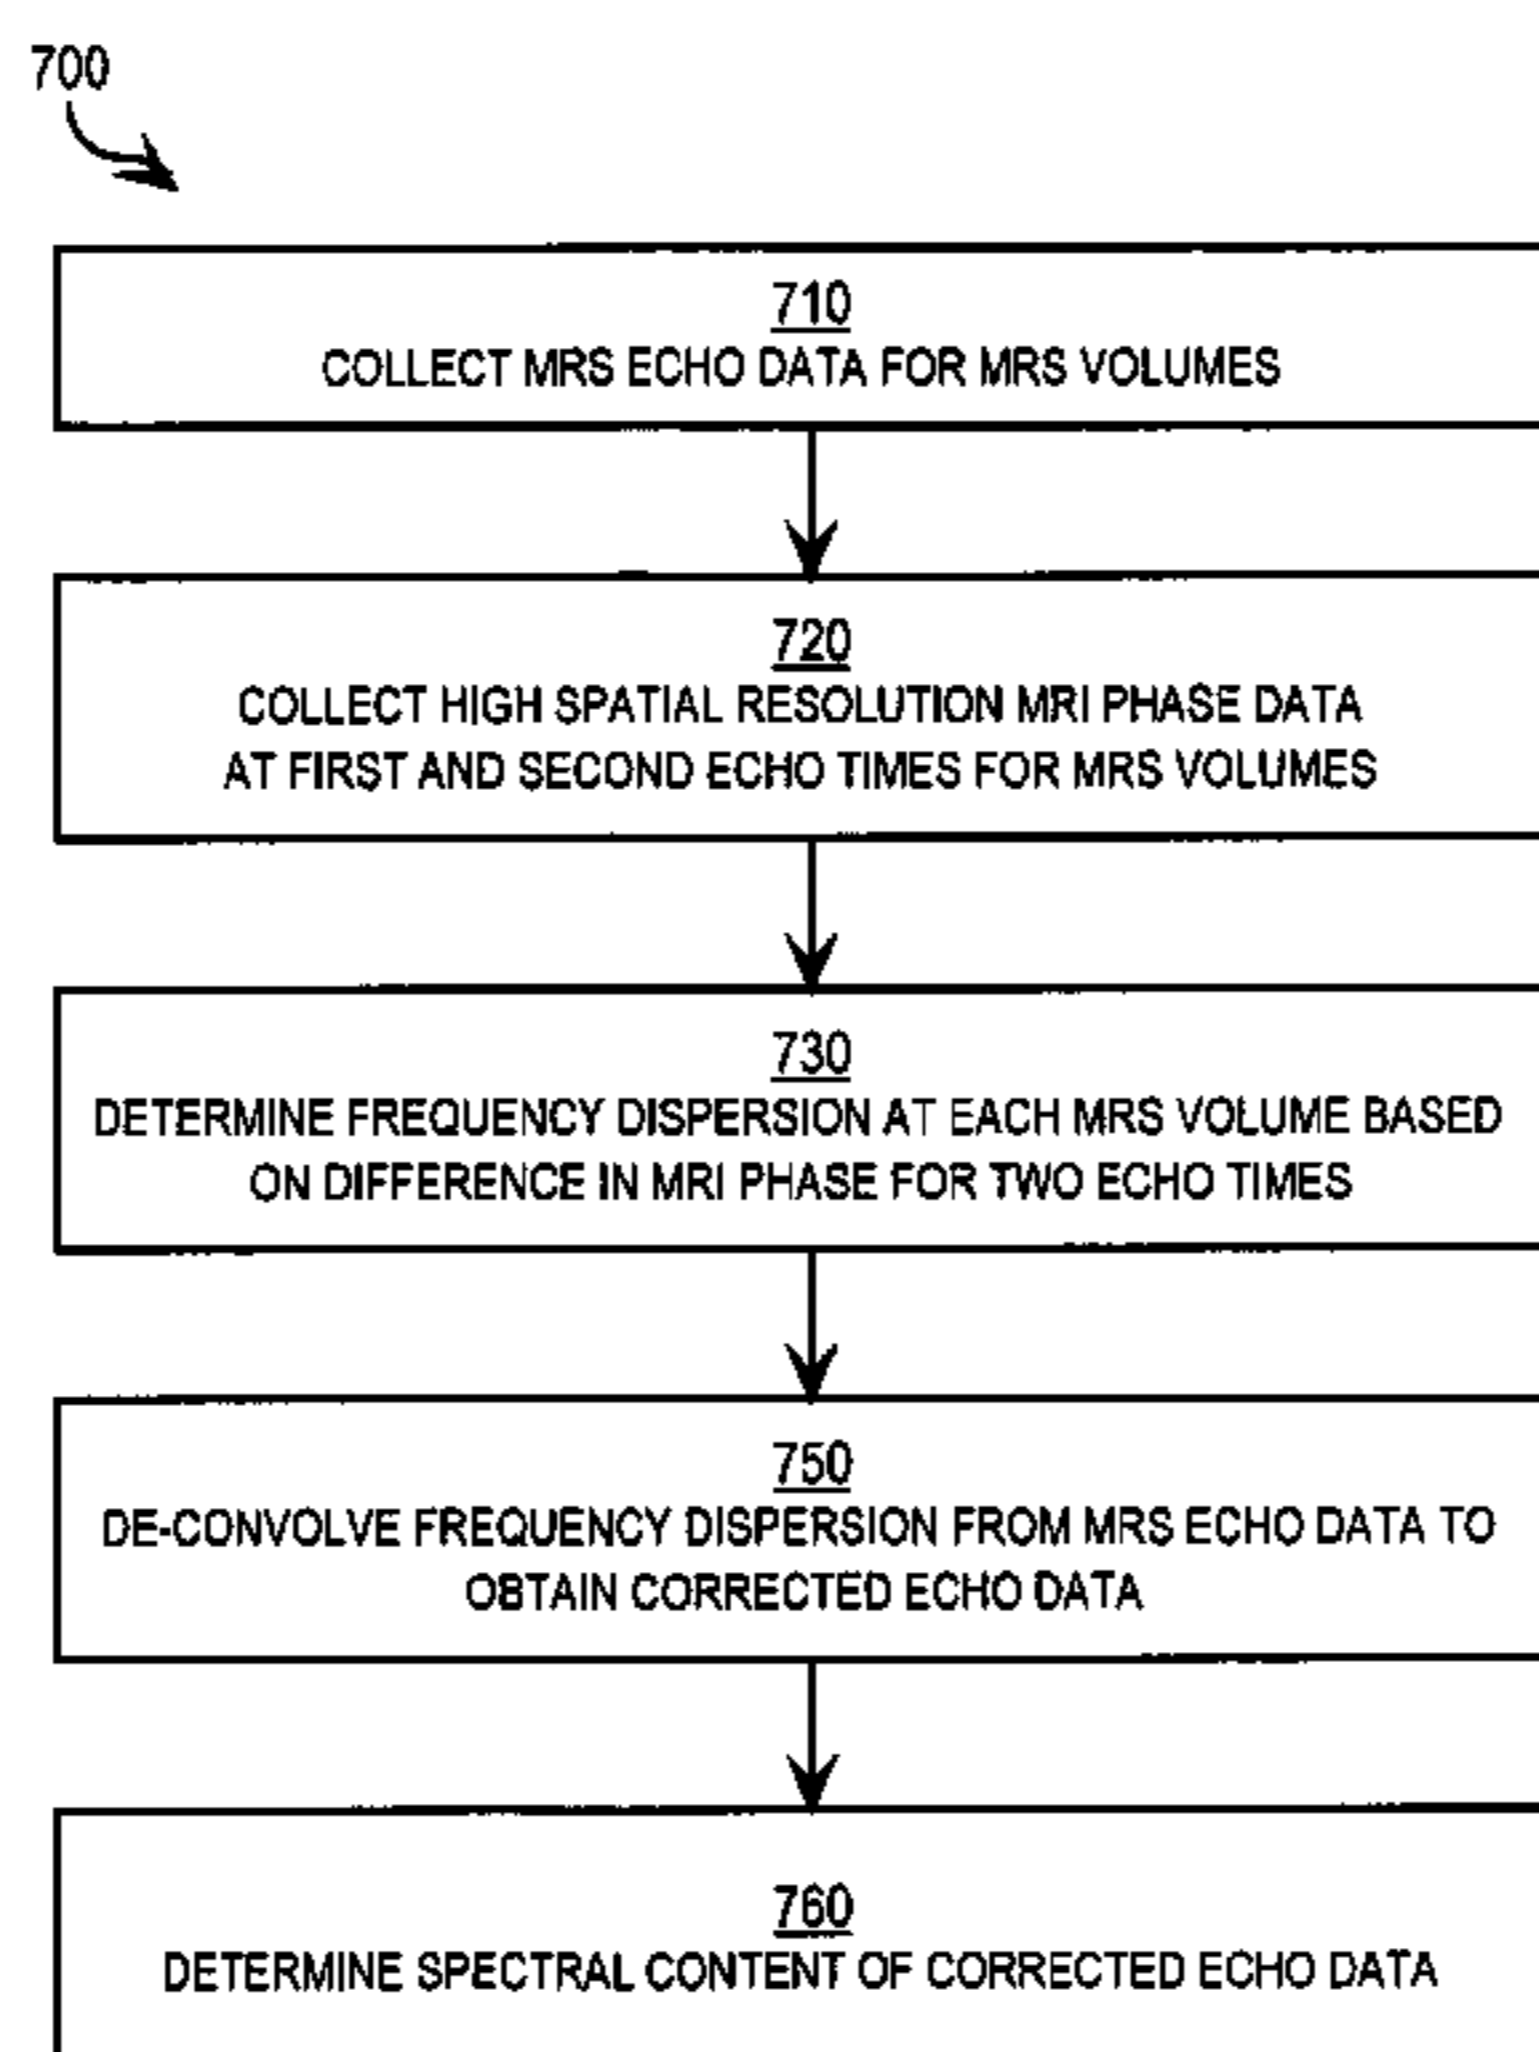 700
710
COLLECT MRS ECHO DATA FOR MRS VOLUMES
720
COLLECT HIGH SPATIAL RESOLUTION MRI PHASE DATA
AT FIRST AND SECOND ECHO TIMES FOR MRS VOLUMES
730
DETERMINE FREQUENCY DISPERSION AT EACH MRS VOLUME BASED
ON DIFFERENCE IN MRI PHASE FOR TWO ECHO TIMES
750
DE-CONVOLVE FREQUENCY DISPERSION FROM MRS ECHO DATA TO
OBTAIN CORRECTED ECHO DATA
760
DETERMINE SPECTRAL CONTENT OF CORRECTED ECHO DATA